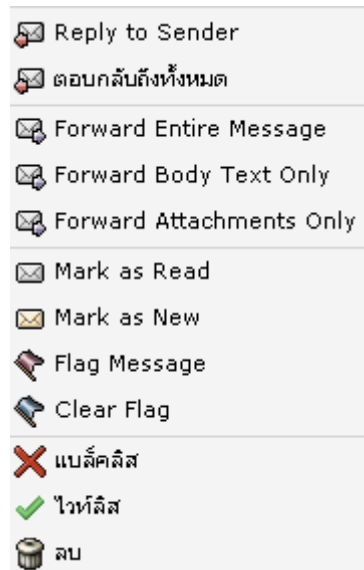 Reply to Sender
ตอบกลับถึงทั้งหมด
Forward Entire Message
Forward Body Text Only
Forward Attachments Only
Mark as Read
Mark as New
Flag Message
Clear Flag
แบล็คลิส
ไวท์ลิส
ลบ